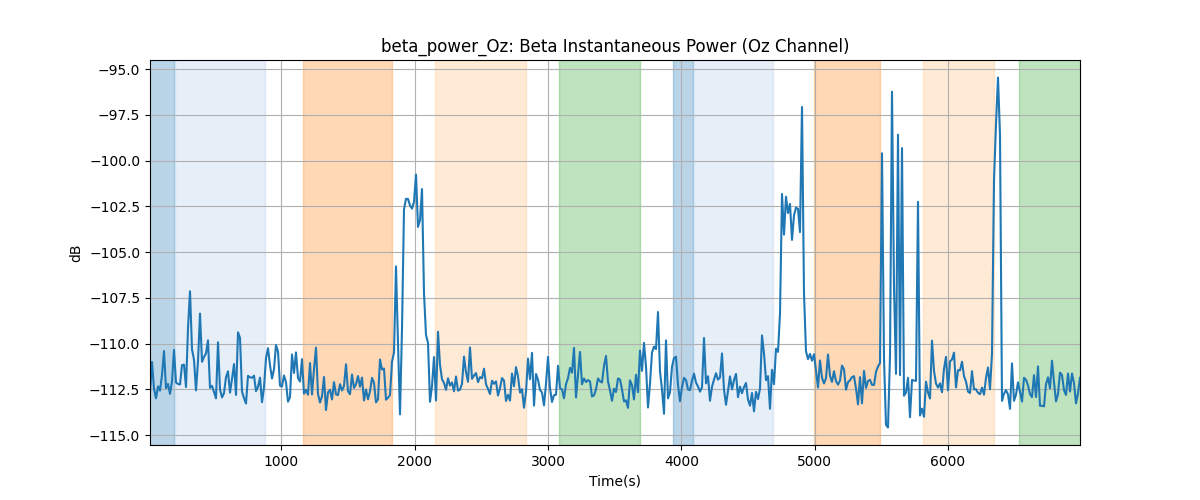 beta_power_Oz: Beta Instantaneous Power (Oz Channel)
−95.0
−97.5
−100.0
−102.5
−105.0
−107.5
−110.0
−112.5
−115.0
dB
1000 2000 3000 4000 5000 6000
Time(s)